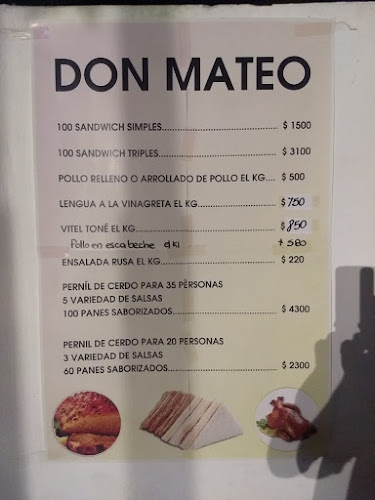 DON MATEO
100 SANDWICH SIMPLES............................................ $ 1500
100 SANDWICH TRIPLES............................................ $ 3100
POLLO RELLENO O ARROLLADO DE POLLO EL KG.... $ 500
LENGUA A LA VINAGRETA EL KG.............................. $ 750
VITEL TONÉ EL KG.................................................... $ 850
Pollo en escabeche el Ki $ 580
ENSALADA RUSA EL KG............................................ $ 220
PERNÍL DE CERDO PARA 35 PERSONAS
5 VARIEDAD DE SALSAS
100 PANES SABORIZADOS......................................... $ 4300
PERNIL DE CERDO PARA 20 PERSONAS
3 VARIEDAD DE SALSAS
60 PANES SABORIZADOS........................................... $ 2300